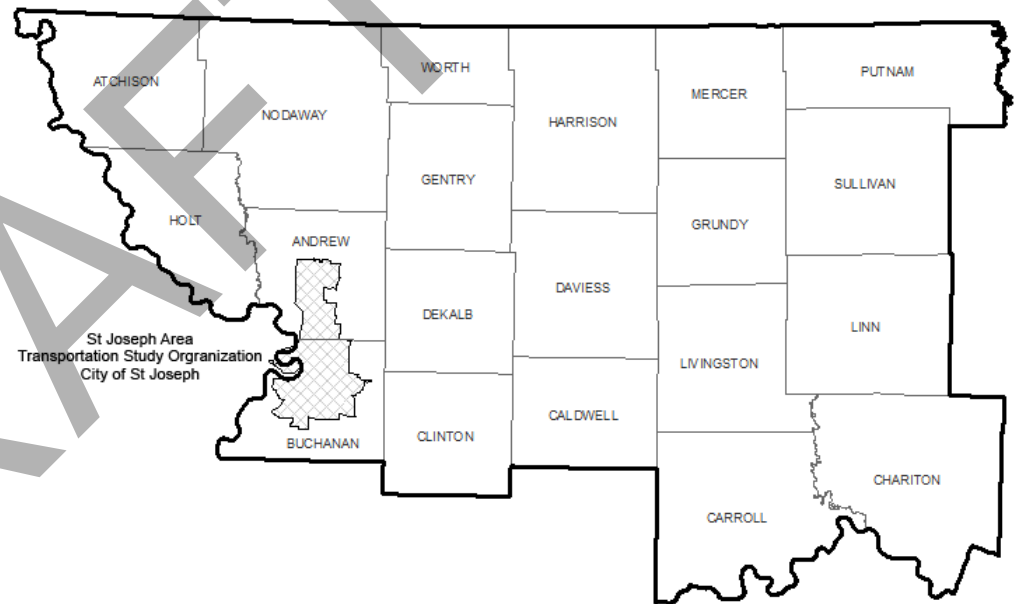 WORTH
PUTNAM
ATCHISON
MERCER
NODAWAY
HARRISON
GENTRY
SULLIVAN
HOLT
GRUNDY
ANDREW
DAVIESS
DEKALB
LINN
St Joseph Area
Transportation Study Orgranization
City of St Joseph
LIVINGSTON
CALDWELL
CLINTON
BUCHANAN
CHARITON
CARROLL